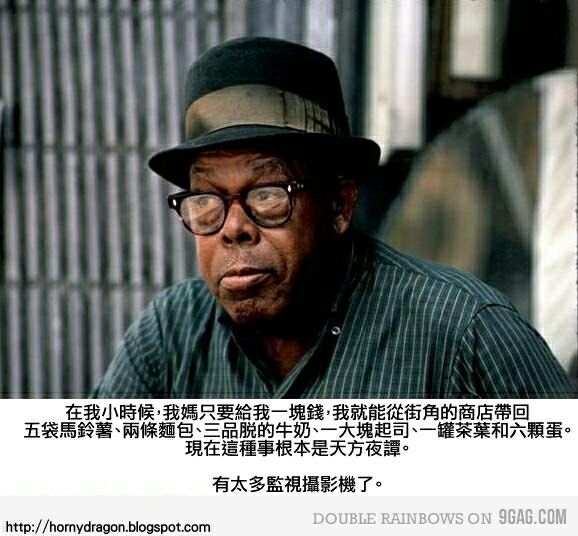 在我小時候,我媽只要給我一塊錢,我就能從街角的商店帶回
五袋馬鈴薯、兩條麵包、三品脱的牛奶、一大塊起司、一罐茶葉和六顆蛋。
現在這種事根本是天方夜譚。
有太多監視攝影機了。
http://hornydragon.blogspot.com/
DOUBLE RAINBOWS ON 9GAG.COM